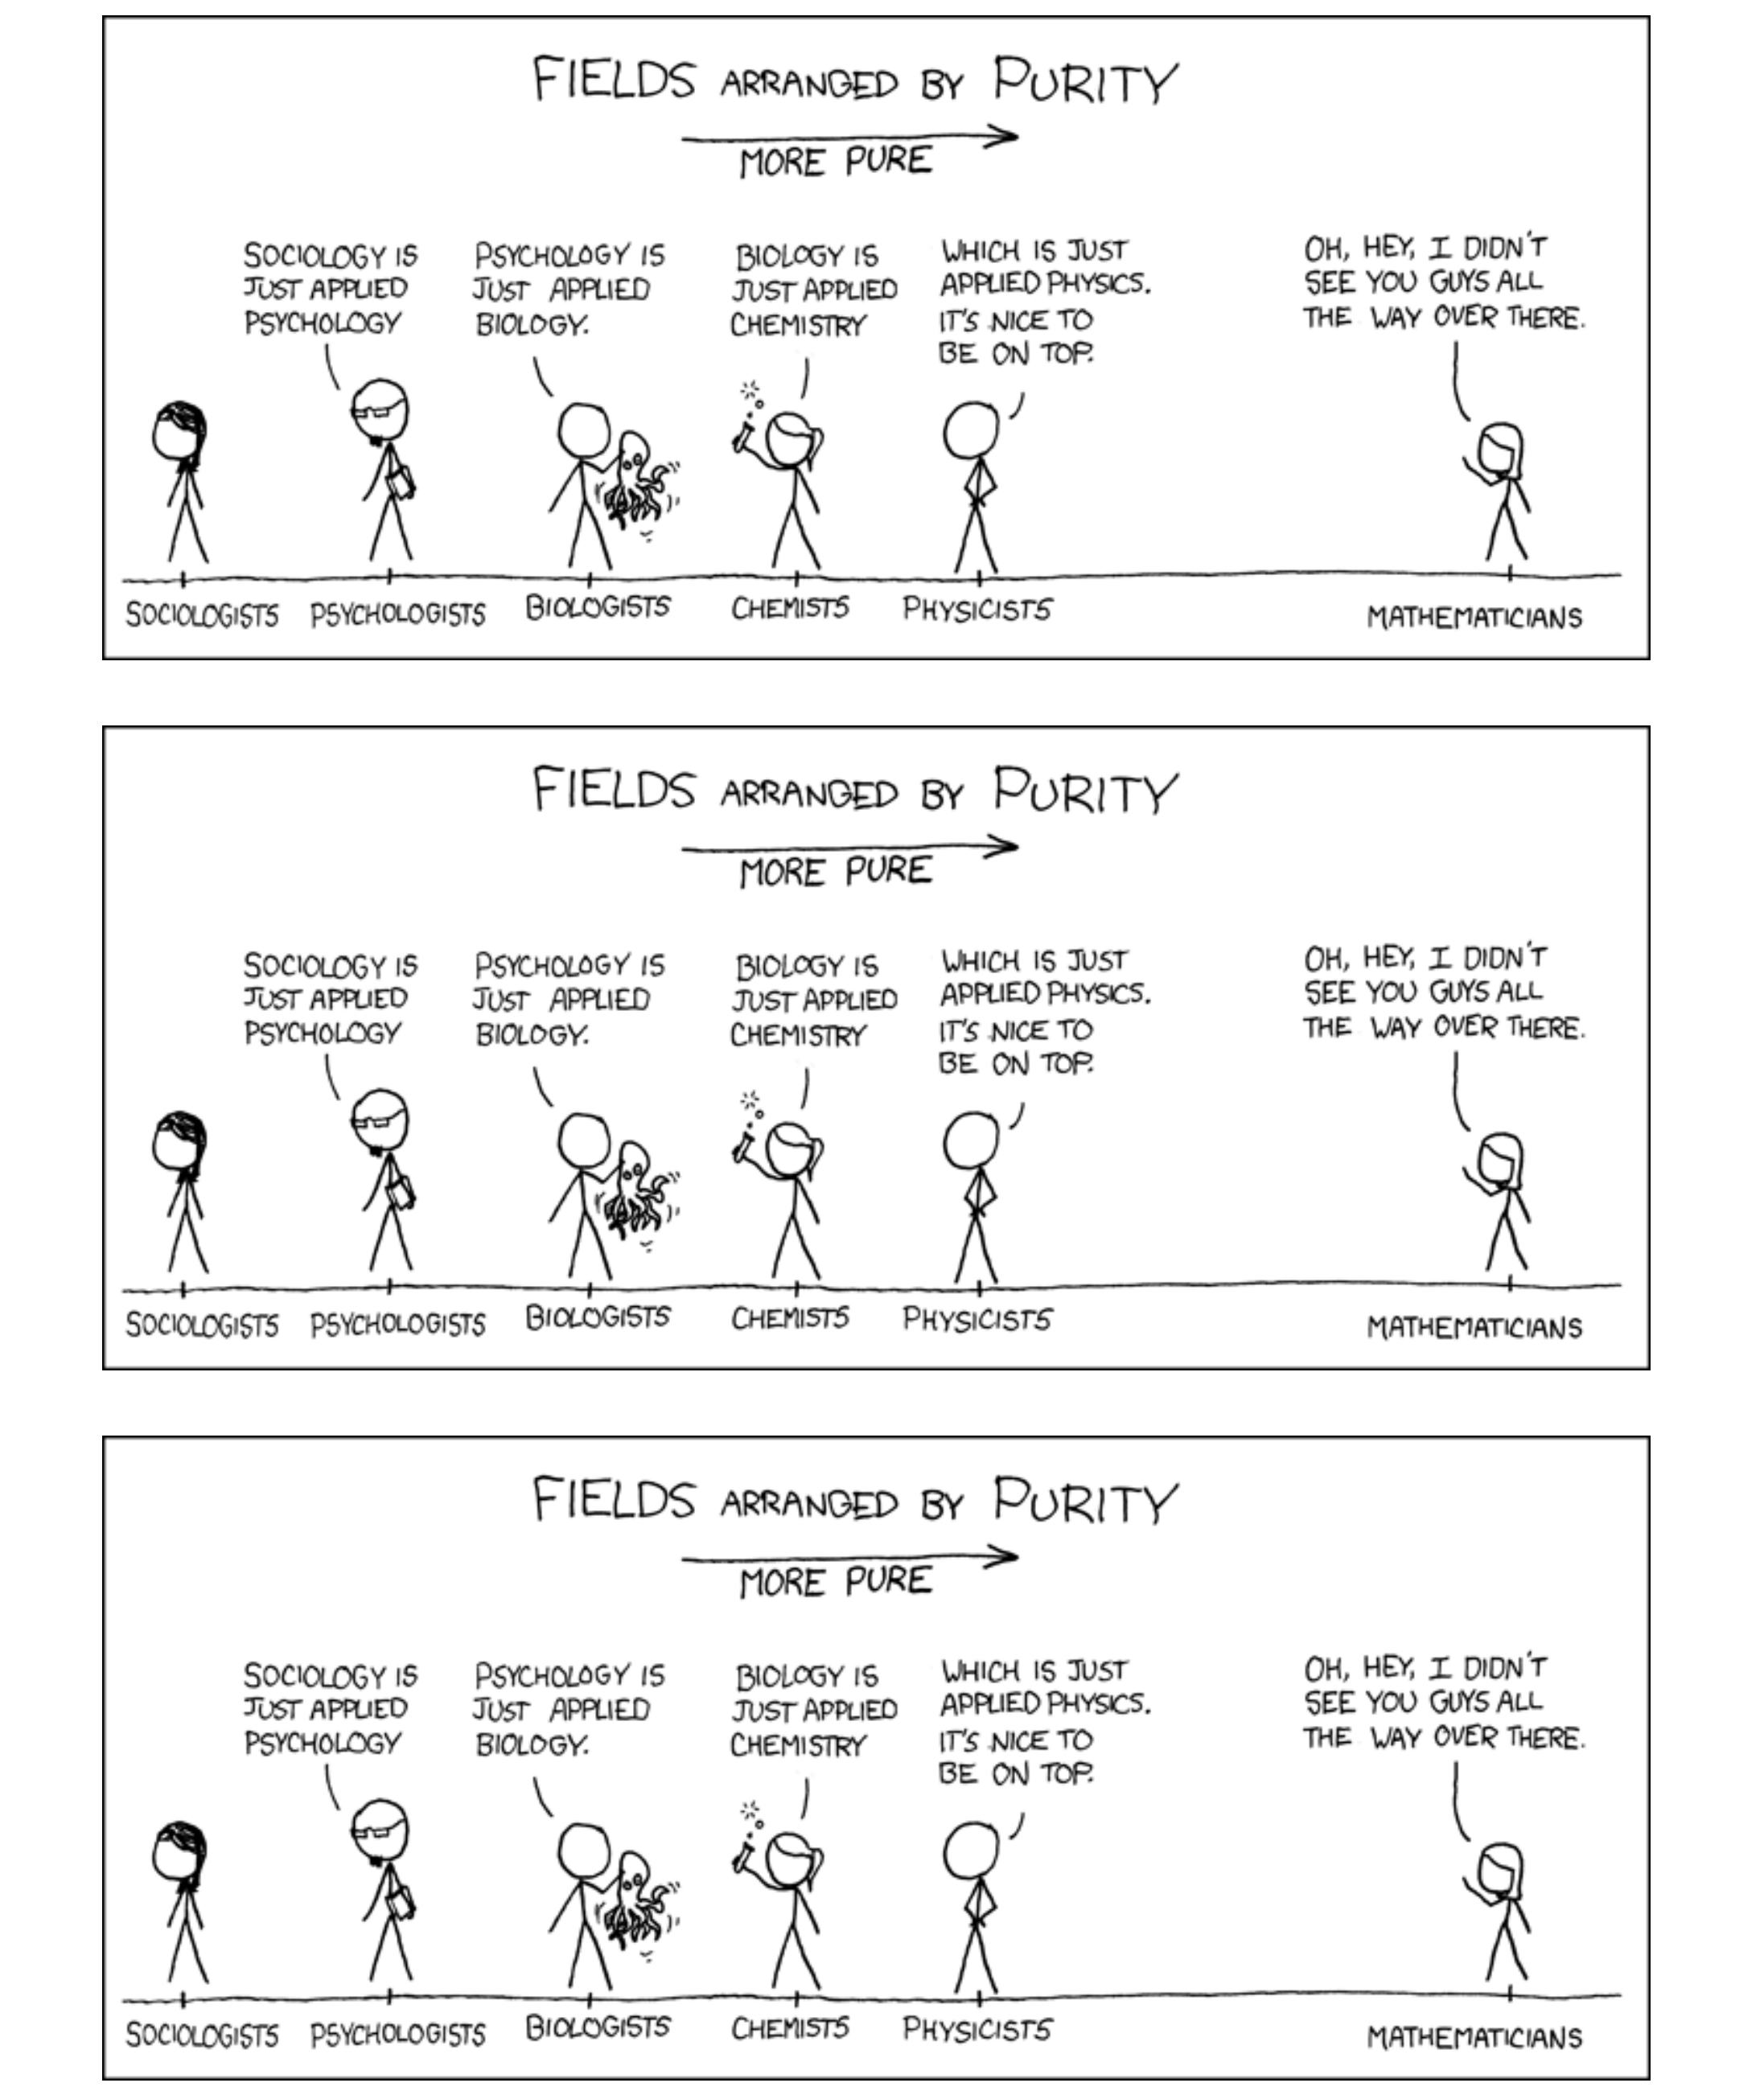 FIELDS ARRANGED BY PURITY
MORE PURE
SOCIOLOGY IS
JUST APPLIED
PSYCHOLOGY
PSYCHOLOGY IS
JUST APPLIED
BIOLOGY.
BIOLOGY IS
JUST APPLIED
CHEMISTRY
WHICH IS JUST
APPLIED PHYSICS.
IT'S NICE TO
BE ON TOP.
OH, HEY, I DIDN'T
SEE YOU GUYS ALL
THE WAY OVER THERE.
SOCIOLOGISTS
PSYCHOLOGISTS
BIOLOGISTS
CHEMISTS
PHYSICISTS
MATHEMATICIANS
FIELDS ARRANGED BY PURITY
MORE PURE
SOCIOLOGY IS
JUST APPLIED
PSYCHOLOGY
PSYCHOLOGY IS
JUST APPLIED
BIOLOGY.
BIOLOGY IS
JUST APPLIED
CHEMISTRY
WHICH IS JUST
APPLIED PHYSICS.
IT'S NICE TO
BE ON TOP.
OH, HEY, I DIDN'T
SEE YOU GUYS ALL
THE WAY OVER THERE.
SOCIOLOGISTS
PSYCHOLOGISTS
BIOLOGISTS
CHEMISTS
PHYSICISTS
MATHEMATICIANS
FIELDS ARRANGED BY PURITY
MORE PURE
SOCIOLOGY IS
JUST APPLIED
PSYCHOLOGY
PSYCHOLOGY IS
JUST APPLIED
BIOLOGY.
BIOLOGY IS
JUST APPLIED
CHEMISTRY
WHICH IS JUST
APPLIED PHYSICS.
IT'S NICE TO
BE ON TOP.
OH, HEY, I DIDN'T
SEE YOU GUYS ALL
THE WAY OVER THERE.
SOCIOLOGISTS
PSYCHOLOGISTS
BIOLOGISTS
CHEMISTS
PHYSICISTS
MATHEMATICIANS